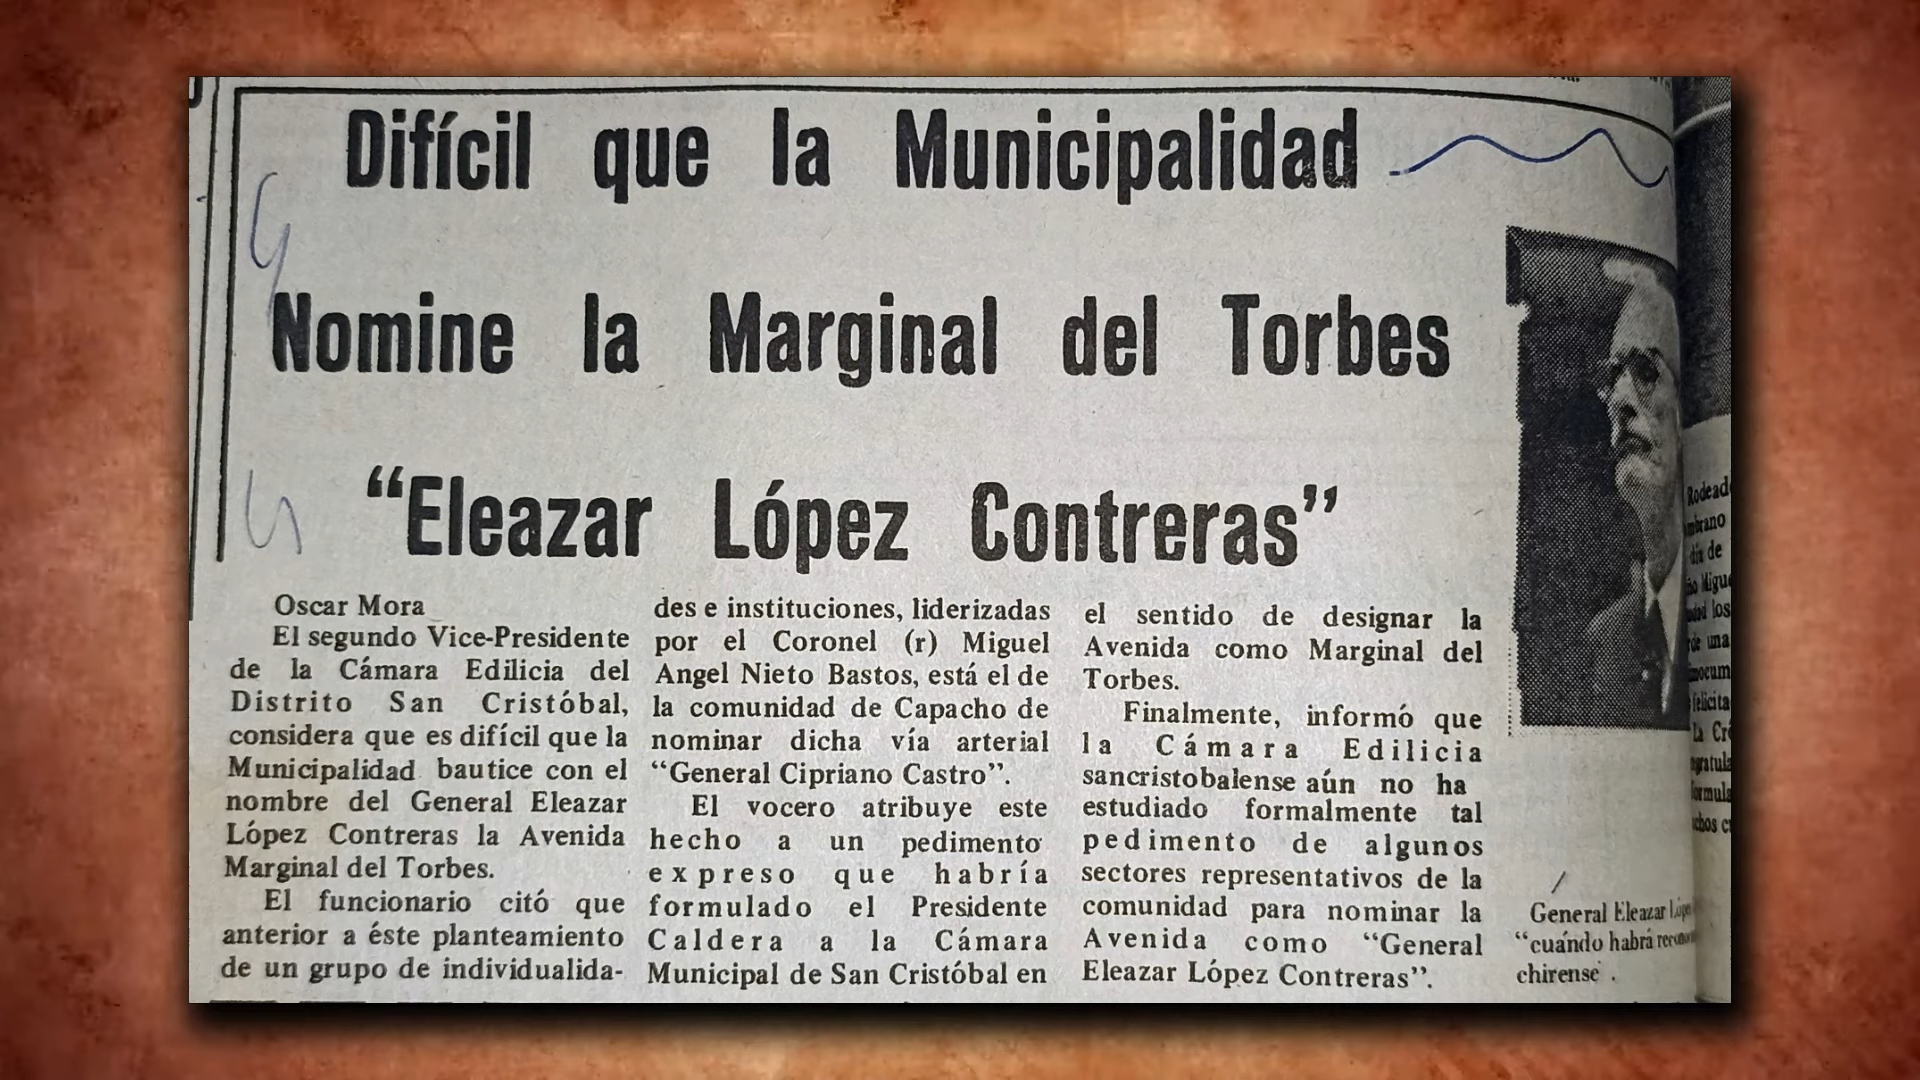 Difícil que la Municipalidad
Nomine la Marginal del Torbes
“Eleazar López Contreras”
Oscar Mora
El segundo Vice-Presidente
de la Cámara Edilicia del
Distrito San Cristóbal,
considera que es difícil que la
Municipalidad bautice con el
nombre del General Eleazar
López Contreras la Avenida
Marginal del Torbes.
El funcionario citó que
anterior a éste planteamiento
de un grupo de individualida-
des e instituciones, liderizadas
por el Coronel (r) Miguel
Angel Nieto Bastos, está el de
la comunidad de Capacho de
nominar dicha vía arterial
“General Cipriano Castro”.
El vocero atribuye este
hecho a un pedimento
expreso que habría
formulado el Presidente
Caldera a la Cámara
Municipal de San Cristóbal en
el sentido de designar la
Avenida como Marginal del
Torbes.
Finalmente, informó que
la Cámara Edilicia
sancristobalense aún no ha
estudiado formalmente tal
pedimento de algunos
sectores representativos de la
comunidad para nominar la
Avenida como “General
Eleazar López Contreras”.
General Eleazar
“cuándo habrá
chirense .
Rodead
día de
los
una